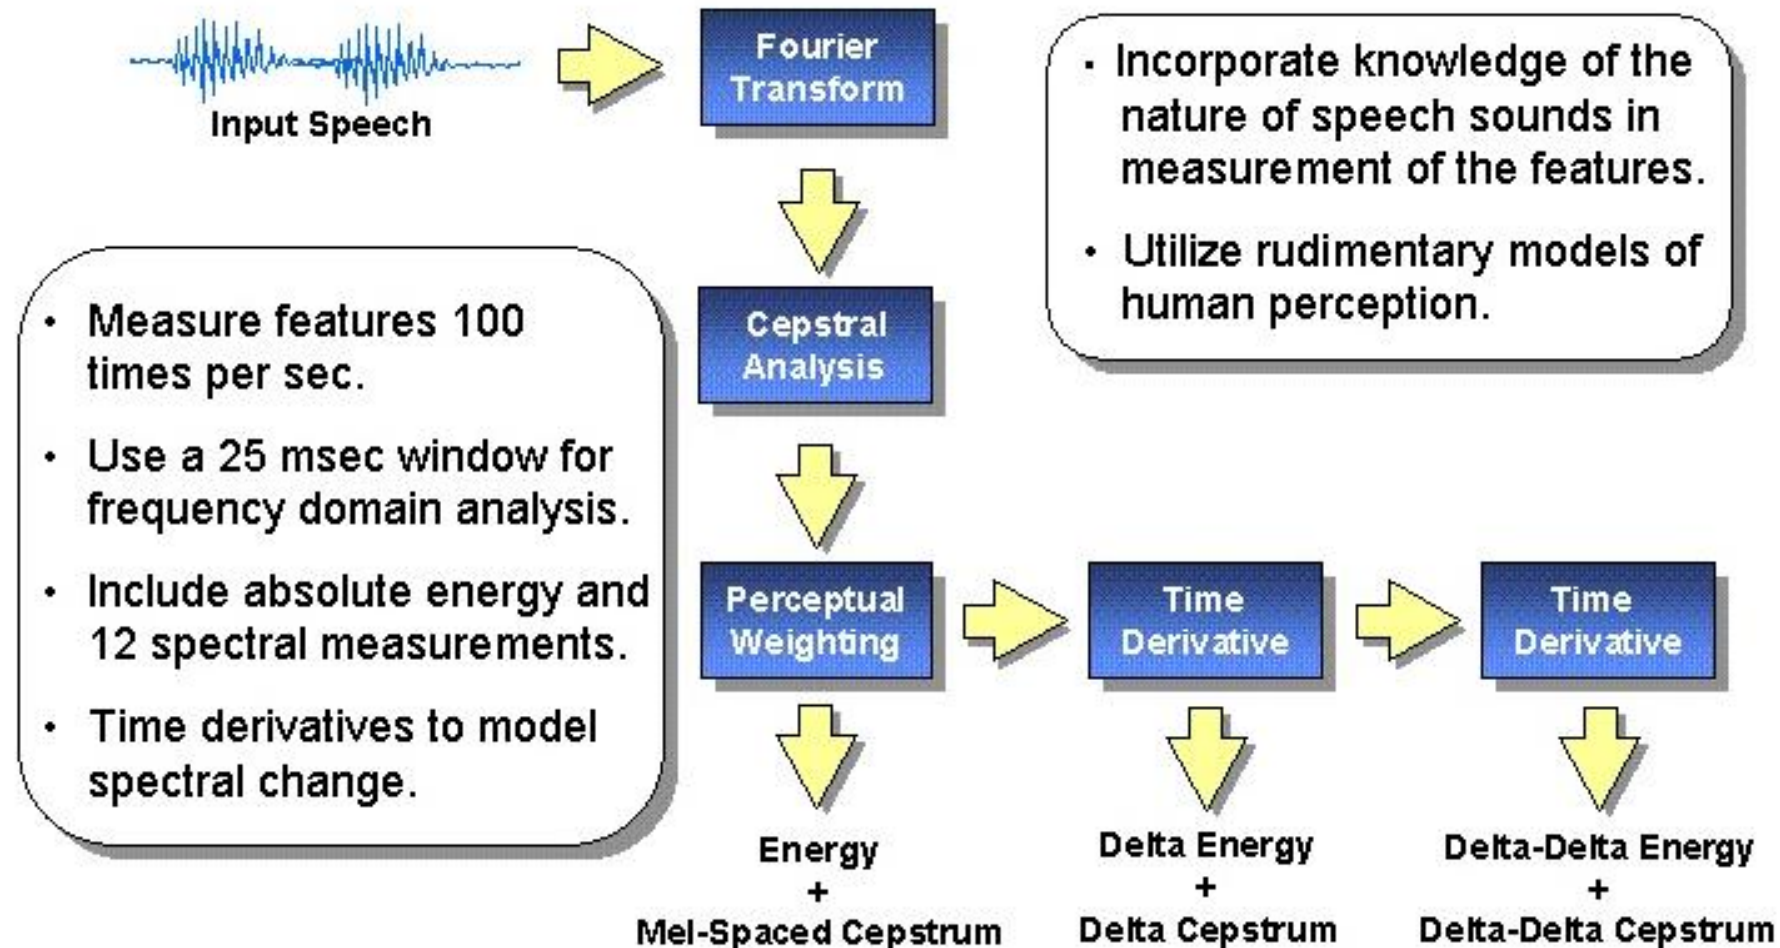 Input Speech
Fourier
Transform
· Incorporate knowledge of the
nature of speech sounds in
measurement of the features.
· Utilize rudimentary models of
human perception.
· Measure features 100
times per sec.
· Use a 25 msec window for
frequency domain analysis.
· Include absolute energy and
12 spectral measurements.
· Time derivatives to model
spectral change.
Cepstral
Analysis
Perceptual
Weighting
Time
Derivative
Time
Derivative
Energy
+
Mel-Spaced Cepstrum
Delta Energy
+
Delta Cepstrum
Delta-Delta Energy
+
Delta-Delta Cepstrum